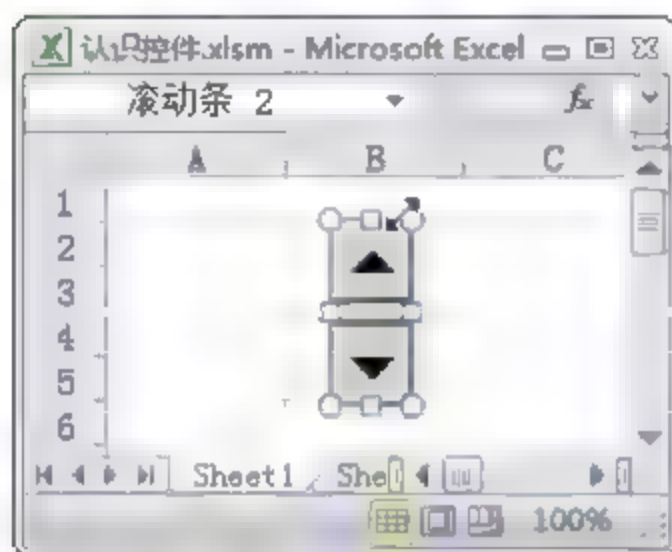 认识控件.xlsm - Microsoft Excel
滚动条 2 fx
A B C
1
2
3
4
5
6
Sheet1 She
100%